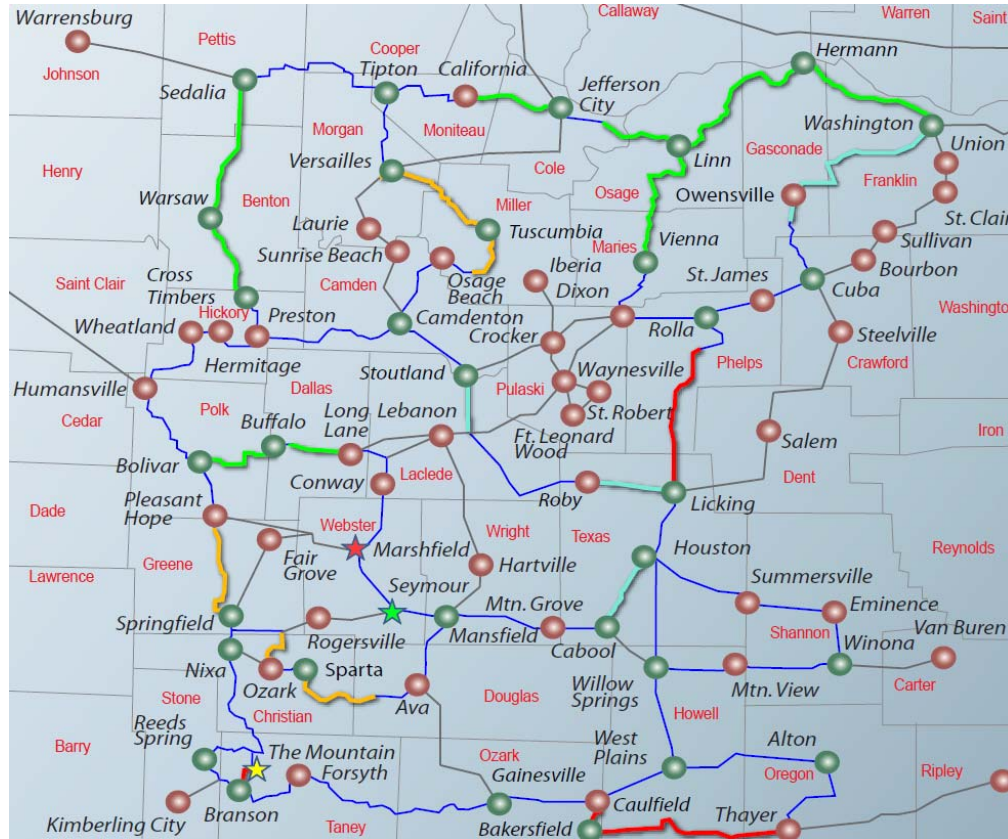 Callaway
Warren
Saint
Warrensburg
Pettis
Cooper
Hermann
Johnson
Tipton
California
Jefferson
City
Sedalia
Washington
Morgan
Moniteau
Gasconade
Union
Versailles
Cole
Linn
Henry
Osage
Owensville
Franklin
Warsaw
Benton
Miller
St. Clair
Laurie
Tuscumbia
Maries
Vienna
Sullivan
Sunrise Beach
Iberia
St. James
Bourbon
Saint Clair
Cross
Timbers
Camden
Osage
Beach
Dixon
Cuba
Washington
Hickory
Preston
Wheatland
Camdenton
Crocker
Rolla
Steelville
Hermitage
Stoutland
Waynesville
Phelps
Crawford
Humansville
Dallas
Pulaski
Cedar
Polk
Buffalo
Long
Lane
Lebanon
St. Robert
Iron
Bolivar
Ft. Leonard
Wood
Salem
Laclede
Dent
Conway
Roby
Licking
Pleasant
Hope
Dade
Webster
Wright
Texas
Marshfield
Houston
Greene
Fair
Grove
Hartville
Reynolds
Lawrence
Seymour
Summersville
Mtn. Grove
Eminence
Springfield
Rogersville
Mansfield
Shannon
Van Buren
Cabool
Winona
Nixa
Sparta
Stone
Ozark
Douglas
Willow
Springs
Mtn. View
Carter
Christian
Ava
Howell
Reeds
Spring
Barry
The Mountain
Ozark
West
Plains
Alton
Forsyth
Gainesville
Oregon
Ripley
Kimberling City
Branson
Taney
Caulfield
Bakersfield
Thayer